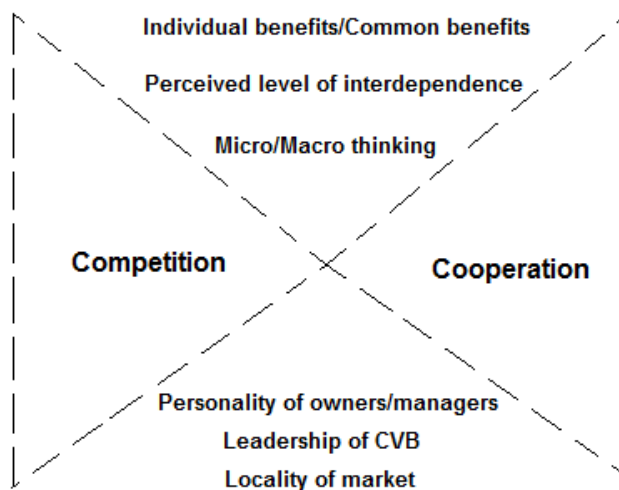 Individual benefits/Common benefits
Perceived level of interdependence
Micro/Macro thinking
Competition
Cooperation
Personality of owners/managers
Leadership of CVB
Locality of market